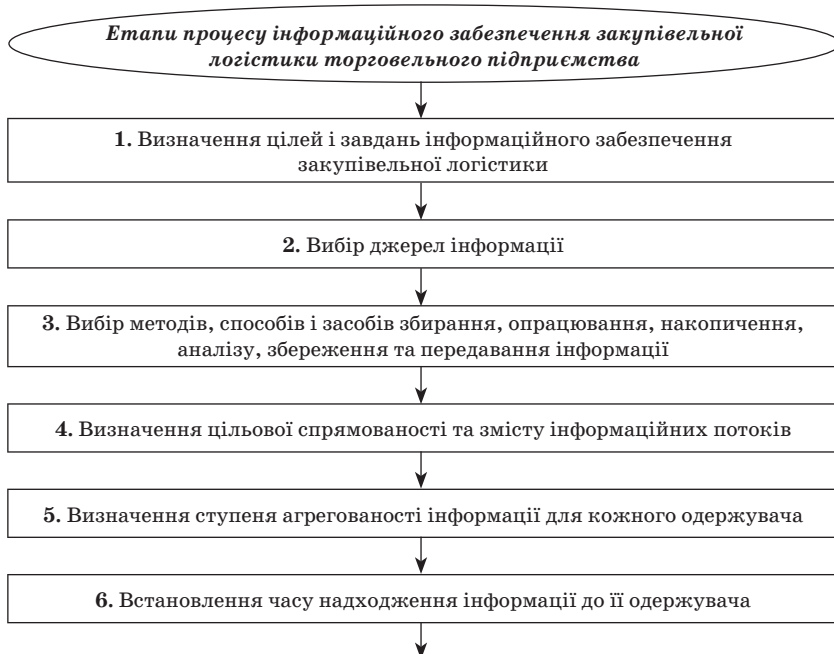 Етапи процесу інформаційного забезпечення закупівельної
логістики торговельного підприємства
1. Визначення цілей і завдань інформаційного забезпечення
закупівельної логістики
2. Вибір джерел інформації
3. Вибір методів, способів і засобів збирання, опрацювання, накопичення,
аналізу, збереження та передавання інформації
4. Визначення цільової спрямованості та змісту інформаційних потоків
5. Визначення ступеня агрегованості інформації для кожного одержувача
6. Встановлення часу надходження інформації до її одержувача